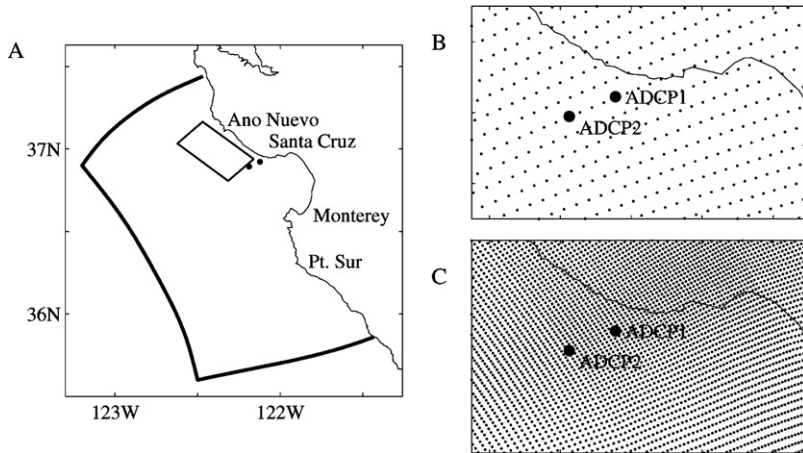 A
Ano Nuevo
37N
Santa Cruz
Monterey
Pt. Sur
36N
123W
122W
B
ADCP1
ADCP2
C
ADCP1
ADCP2